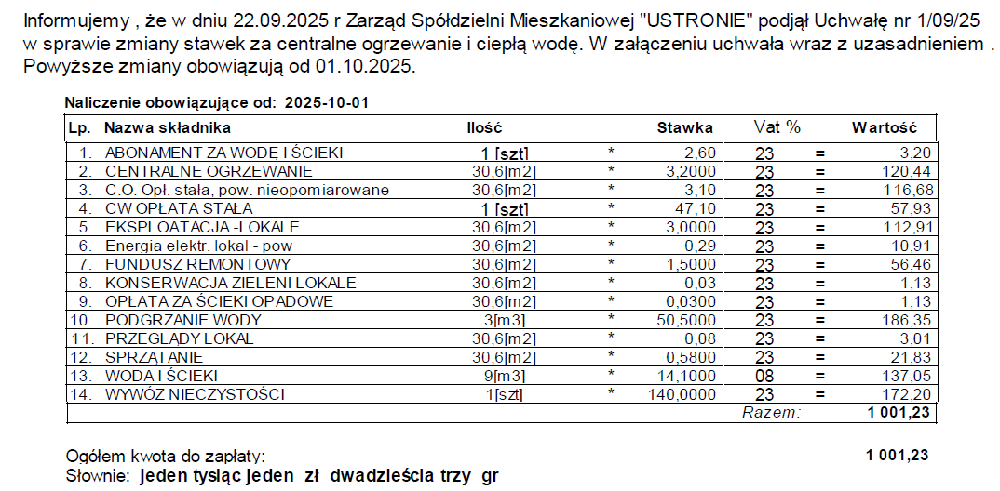 Informujemy , że w dniu 22.09.2025 r Zarząd Spółdzielni Mieszkaniowej "USTRONIE" podjął Uchwałę nr 1/09/25
w sprawie zmiany stawek za centralne ogrzewanie i ciepłą wodę. W załączeniu uchwała wraz z uzasadnieniem .
Powyższe zmiany obowiązują od 01.10.2025.
Naliczenie obowiązujące od: 2025-10-01
Lp. Nazwa składnika Ilość Stawka Vat % Wartość
1. ABONAMENT ZA WODĘ I ŚCIEKI 1 [szt] * 2,60 23 = 3,20
2. CENTRALNE OGRZEWANIE 30,6[m2] * 3,2000 23 = 120,44
3. C.O. Opł. stała, pow. nieopomiarowane 30,6[m2] * 3,10 23 = 116,68
4. CW OPŁATA STAŁA 1 [szt] * 47,10 23 = 57,93
5. EKSPLOATACJA -LOKALE 30,6[m2] * 3,0000 23 = 112,91
6. Energia elektr. lokal - pow 30,6[m2] * 0,29 23 = 10,91
7. FUNDUSZ REMONTOWY 30,6[m2] * 1,5000 23 = 56,46
8. KONSERWACJA ZIELENI LOKALE 30,6[m2] * 0,03 23 = 1,13
9. OPŁATA ZA ŚCIEKI OPADOWE 30,6[m2] * 0,0300 23 = 1,13
10. PODGRZANIE WODY 3[m3] * 50,5000 23 = 186,35
11. PRZEGLĄDY LOKAL 30,6[m2] * 0,08 23 = 3,01
12. SPRZĄTANIE 30,6[m2] * 0,5800 23 = 21,83
13. WODA I ŚCIEKI 9[m3] * 14,1000 08 = 137,05
14. WYWÓZ NIECZYSTOŚCI 1[szt] * 140,0000 23 = 172,20
Razem: 1 001,23
Ogółem kwota do zapłaty: 1 001,23
Słownie: jeden tysiąc jeden zł dwadzieścia trzy gr